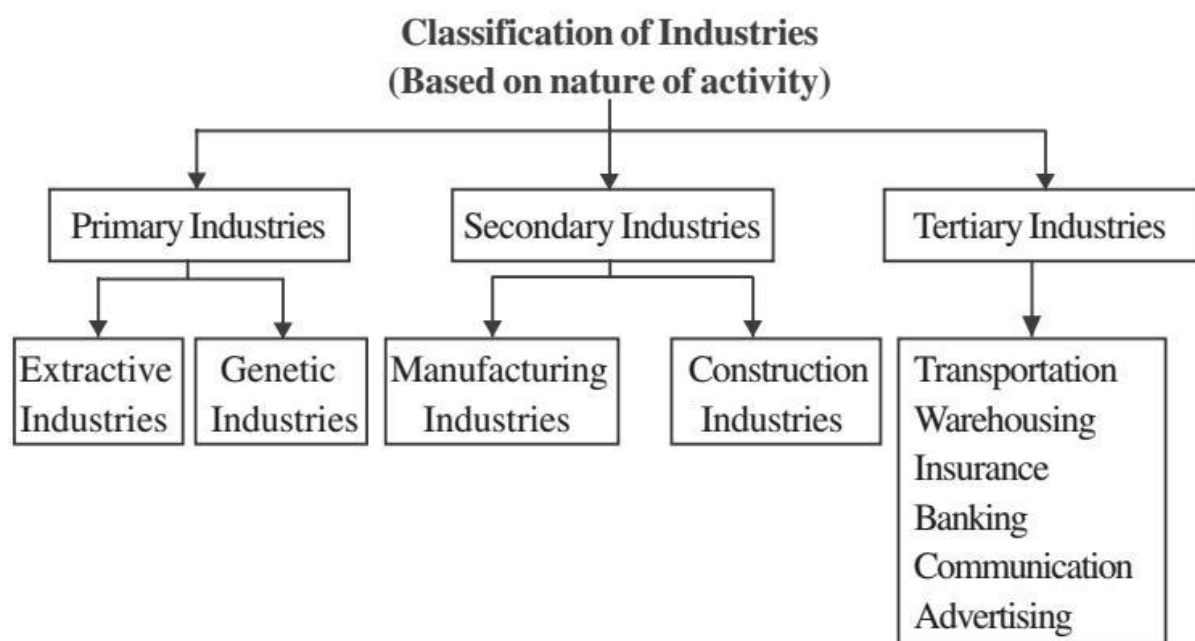 Classification of Industries
(Based on nature of activity)
Primary Industries
Secondary Industries
Tertiary Industries
Extractive
Industries
Genetic
Industries
Manufacturing
Industries
Construction
Industries
Transportation
Warehousing
Insurance
Banking
Communication
Advertising